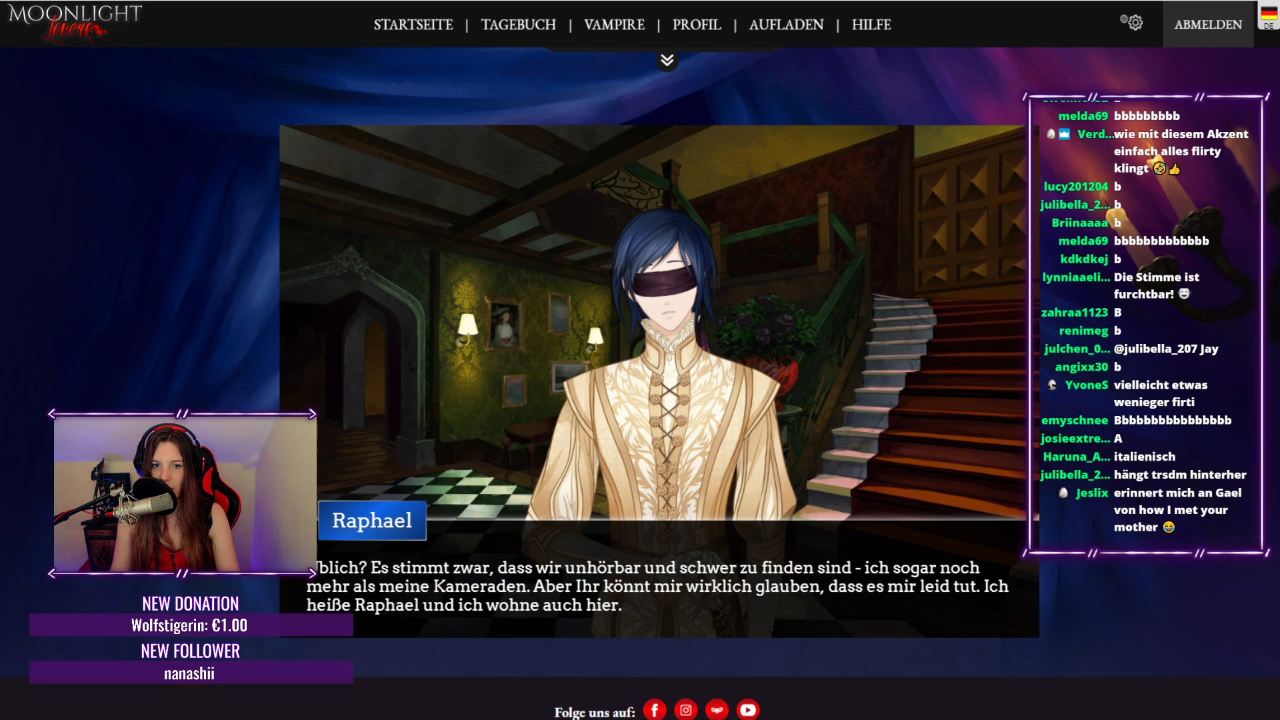 MOONLIGHT
Lovers
STARTSEITE | TAGEBUCH | VAMPIRE | PROFIL | AUFLADEN | HILFE
ABMELDEN
DE
melda69 bbbbbbbbb
Verd... wie mit diesem Akzent
einfach alles flirty
klingt 🤣👍
lucy201204 b
julibella_2... b
Briinaaaa b
melda69 bbbbbbbbbbbbb
kdkdkej b
lynniaaeli... Die Stimme ist
furchtbar!
zahraa1123 B
renimeg b
julchen_0... @julibella_207 Jay
angixx30 b
YvoneS vielleicht etwas
wenieger firti
emyschnee Bbbbbbbbbbbbbbbb
josieextre... A
Haruna_A... italienisch
julibella_2... hängt trsdm hinterher
Jeslix erinnert mich an Gael
von how I met your
mother 😂
Raphael
blich? Es stimmt zwar, dass wir unhörbar und schwer zu finden sind - ich sogar noch
mehr als meine Kameraden. Aber Ihr könnt mir wirklich glauben, dass es mir leid tut. Ich
heiße Raphael und ich wohne auch hier.
NEW DONATION
Wolfstigerin: €1.00
NEW FOLLOWER
nanashii
Folge uns auf: